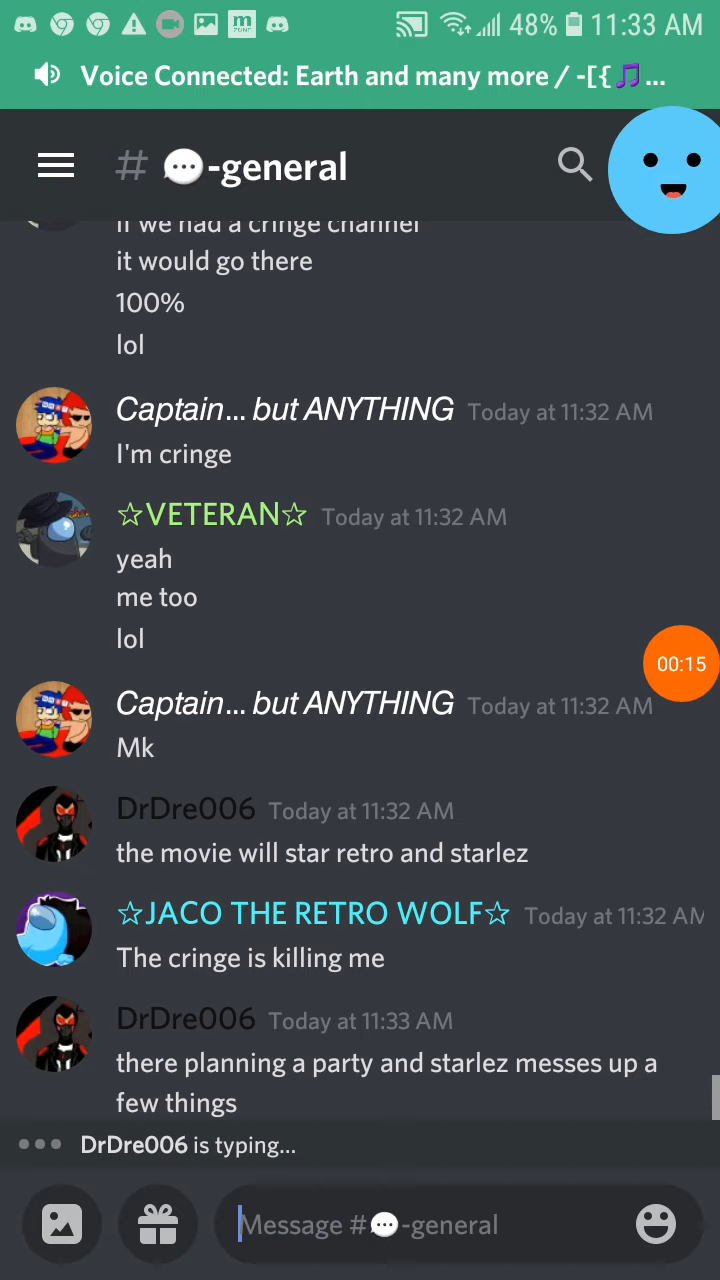 48% 11:33 AM
Voice Connected: Earth and many more / -[{🎵...
# 💬-general
if we had a cringe channel
it would go there
100%
lol
Captain... but ANYTHING Today at 11:32 AM
I'm cringe
☆VETERAN☆ Today at 11:32 AM
yeah
me too
lol
00:15
Captain... but ANYTHING Today at 11:32 AM
Mk
DrDre006 Today at 11:32 AM
the movie will star retro and starlez
☆JACO THE RETRO WOLF☆ Today at 11:32 AM
The cringe is killing me
DrDre006 Today at 11:33 AM
there planning a party and starlez messes up a
few things
DrDre006 is typing...
Message #💬-general